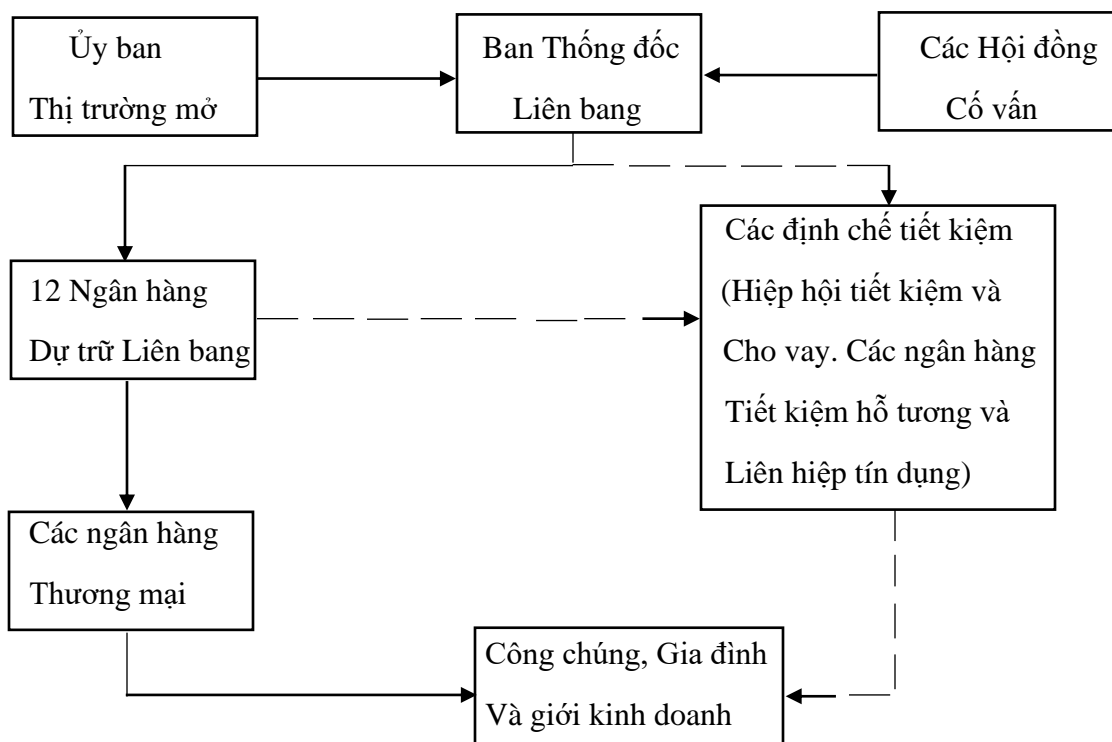 Ủy ban
Thị trường mở
Ban Thống đốc
Liên bang
Các Hội đồng
Cố vấn
Các định chế tiết kiệm
(Hiệp hội tiết kiệm và
Cho vay. Các ngân hàng
Tiết kiệm hỗ tương và
Liên hiệp tín dụng)
12 Ngân hàng
Dự trữ Liên bang
Các ngân hàng
Thương mại
Công chúng, Gia đình
Và giới kinh doanh